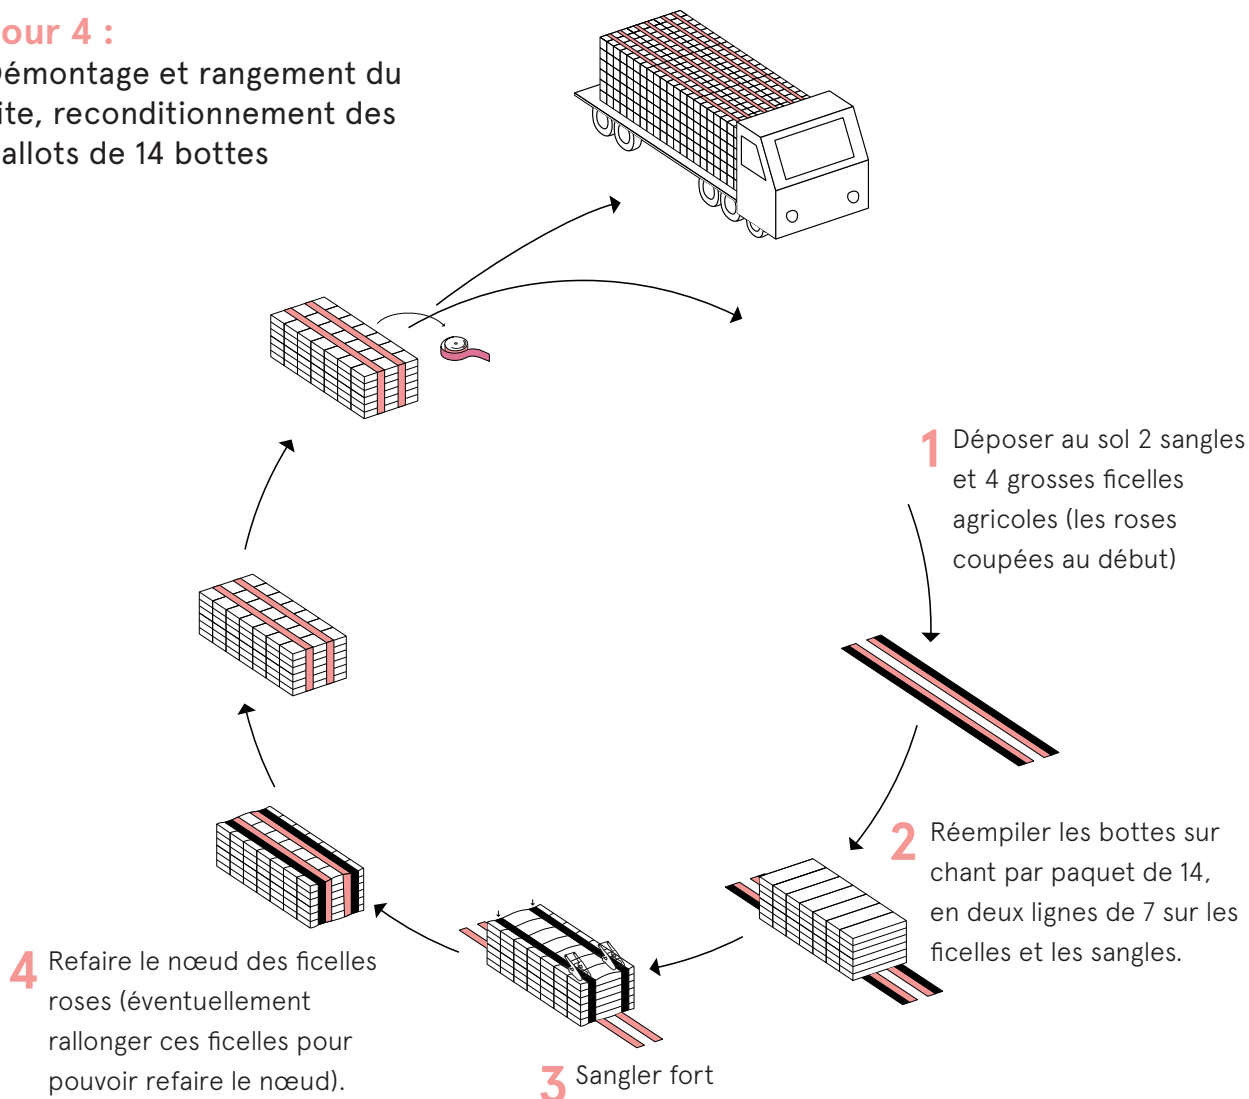 our 4 :
émontage et rangement du
ite, reconditionnement des
allots de 14 bottes
1 Déposer au sol 2 sangles
et 4 grosses ficelles
agricoles (les roses
coupées au début)
2 Réempiler les bottes sur
chant par paquet de 14,
en deux lignes de 7 sur les
ficelles et les sangles.
3 Sangler fort
4 Refaire le nœud des ficelles
roses (éventuellement
rallonger ces ficelles pour
pouvoir refaire le nœud).